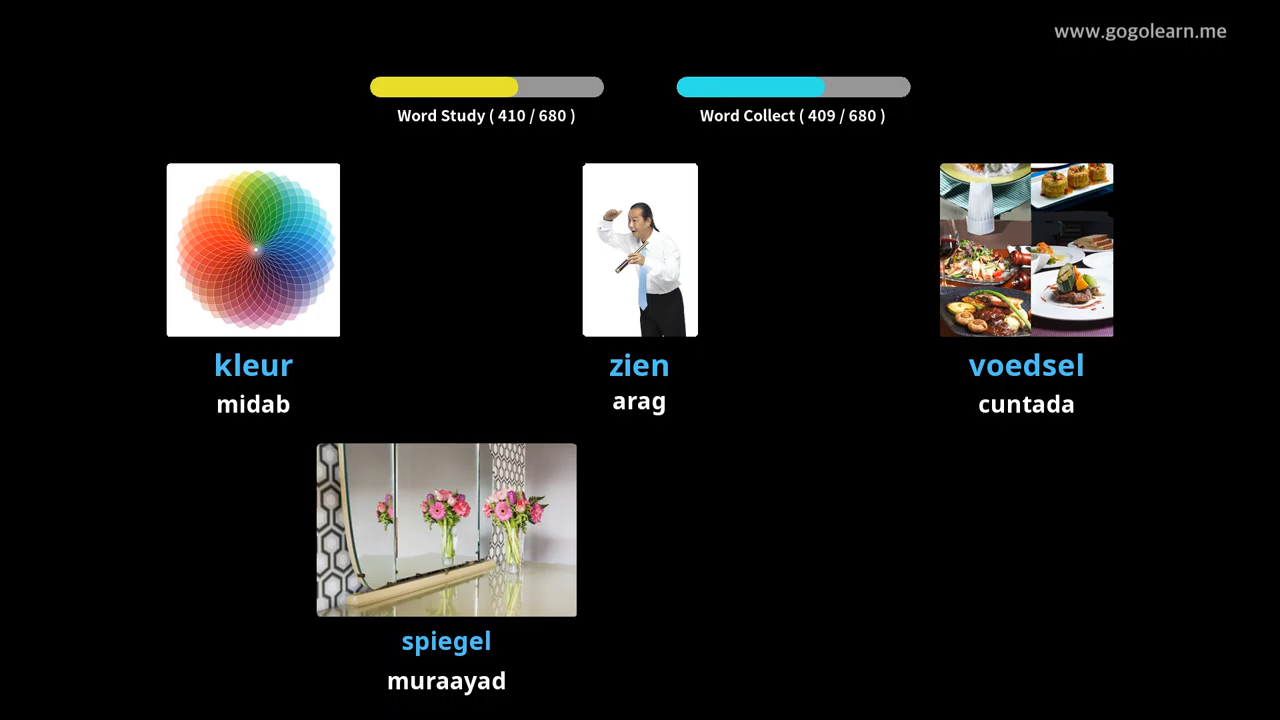 www.gogolearn.me
Word Study ( 410 / 680 )
Word Collect ( 409 / 680 )
kleur
midab
zien
arag
voedsel
cuntada
spiegel
muraayad